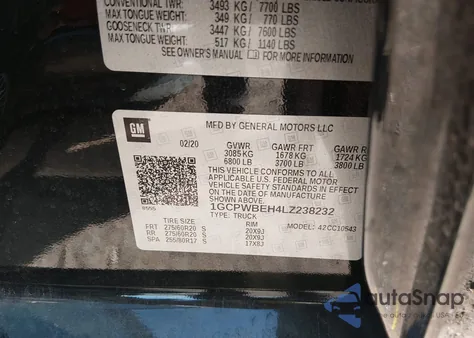 CONVENTIONAL TWR 3493 KG/ 7700 LBS
MAX TONGUE WEIGHT 349 KG / 770 LBS
GOOSENECK TWR 3447 KG/ 7600 LBS
MAX TONGUE WEIGHT 517 KG/ 1140 LBS
SEE OWNER'S MANUAL FOR MORE INFORMATION.
GM
MFD BY GENERAL MOTORS LLC
02/20
GVWR GAWR FRT GAWR RR
3085 KG 1678 KG 1724 KG
6800 LB 3700 LB 3800 LB
THIS VEHICLE CONFORMS TO ALL
APPLICABLE U.S. FEDERAL MOTOR
VEHICLE SAFETY STANDARDS IN
EFFECT ON THE DATE OF MANUFACTURE
SHOWN ABOVE.
1GCPWBEH4LZ238232
TYPE: TRUCK
TIRE SIZE RIM MODEL: 42CC10543
FRT 275/60R20 S 20X9J
RR 275/60R20 S 20X9J
SPA 255/80R17 S 17X8J
autoSnap